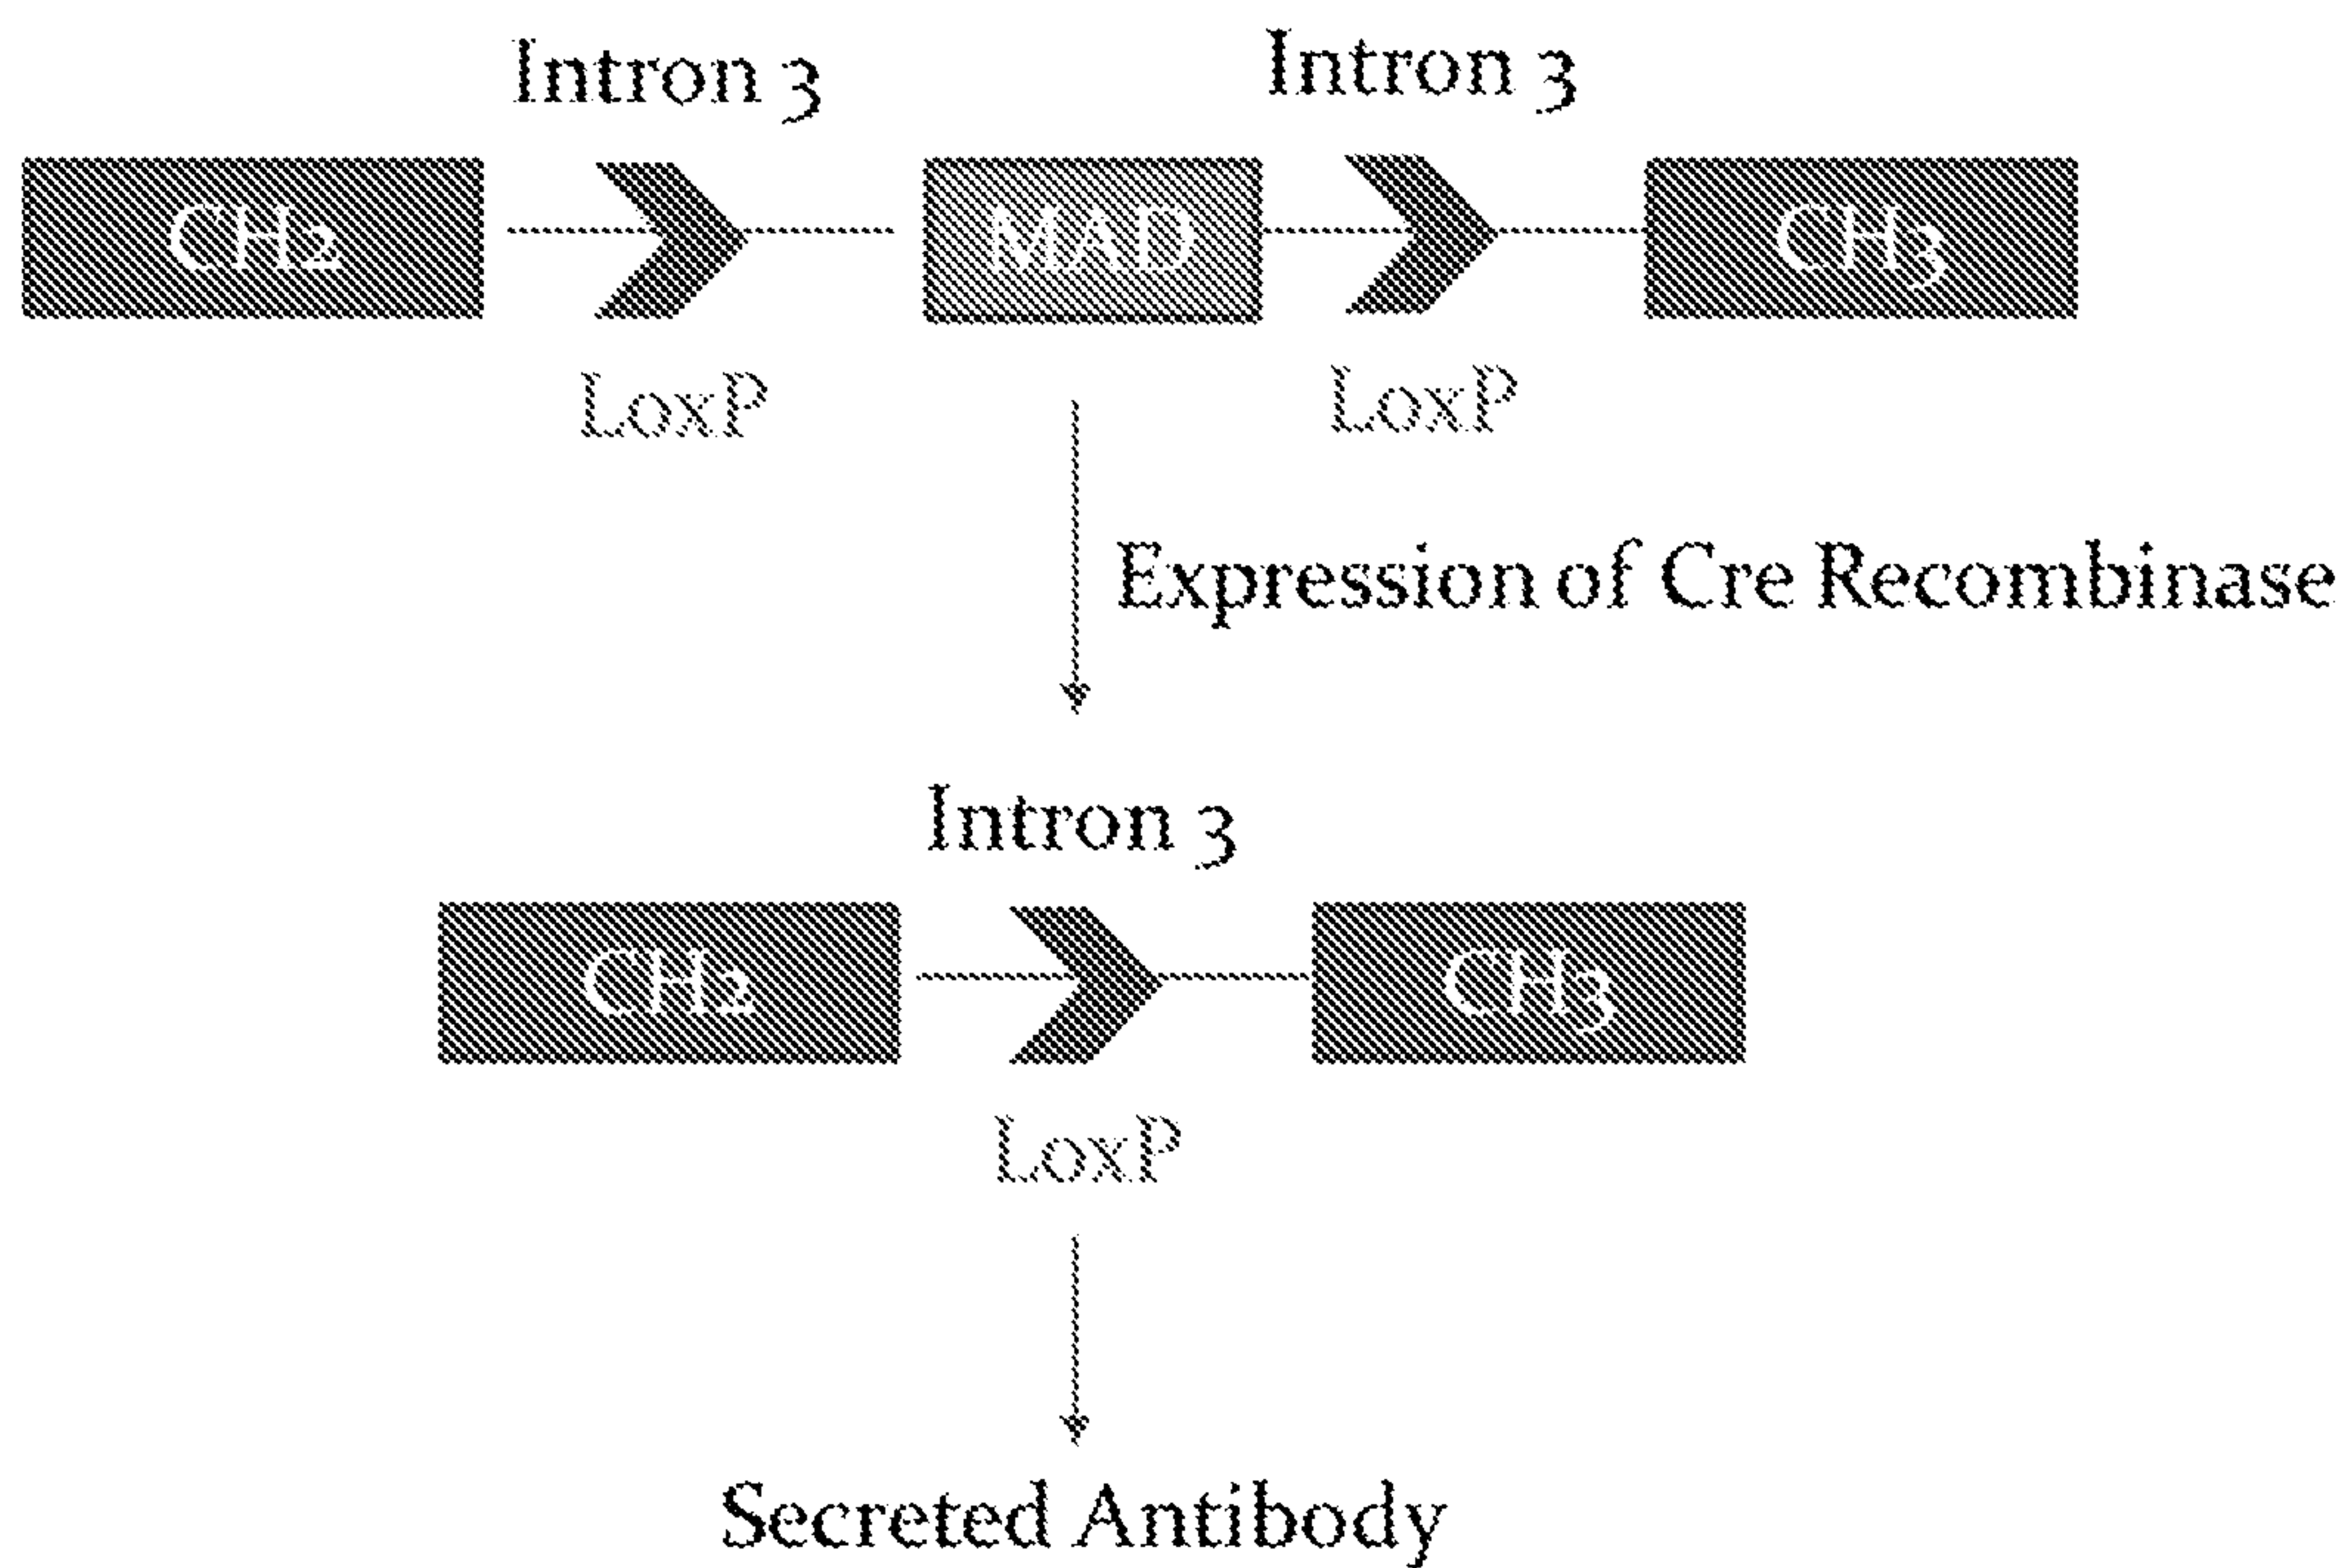 Intron 3 Intron 3
CH2 MAD CH3
LoxP LoxP
Expression of Cre Recombinase
Intron 3
CH2 CH3
LoxP
Secreted Antibody